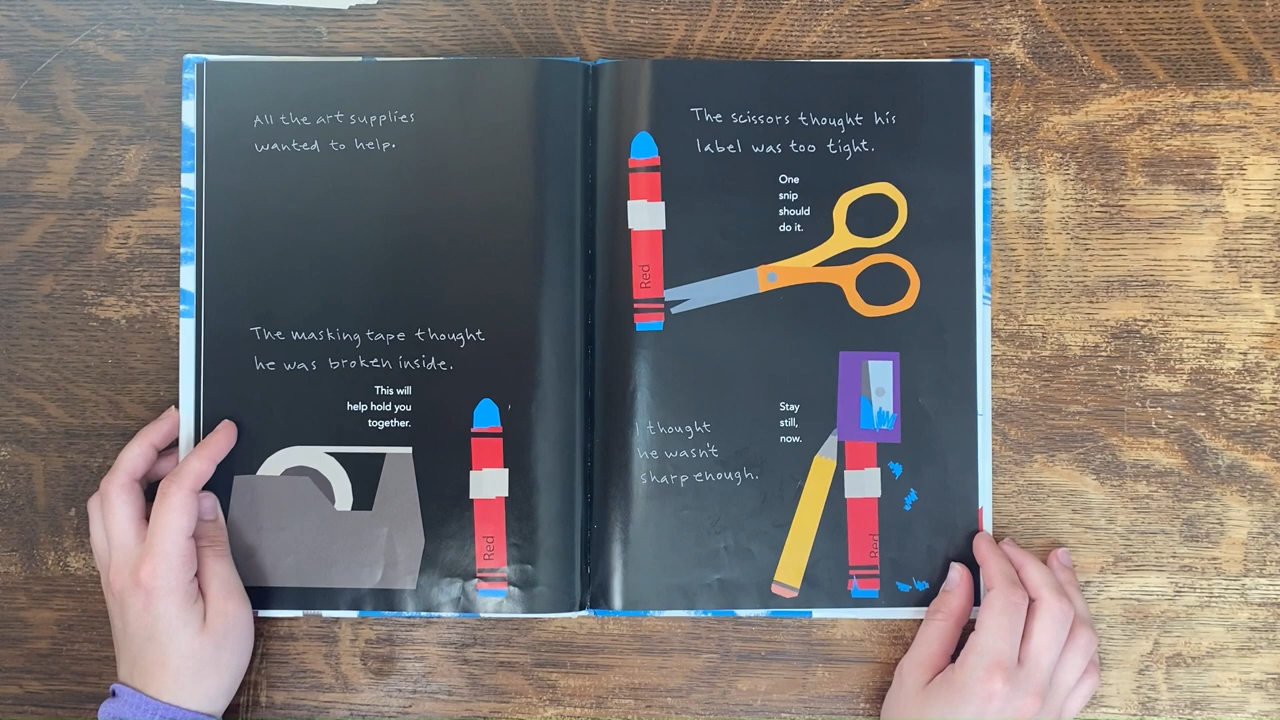 All the art supplies
wanted to help.
The masking tape thought
he was broken inside.
This will
help hold you
together.
Red
The scissors thought his
label was too tight.
One
snip
should
do it.
Red
I thought
he wasn't
sharp enough.
Stay
still,
now.
Red